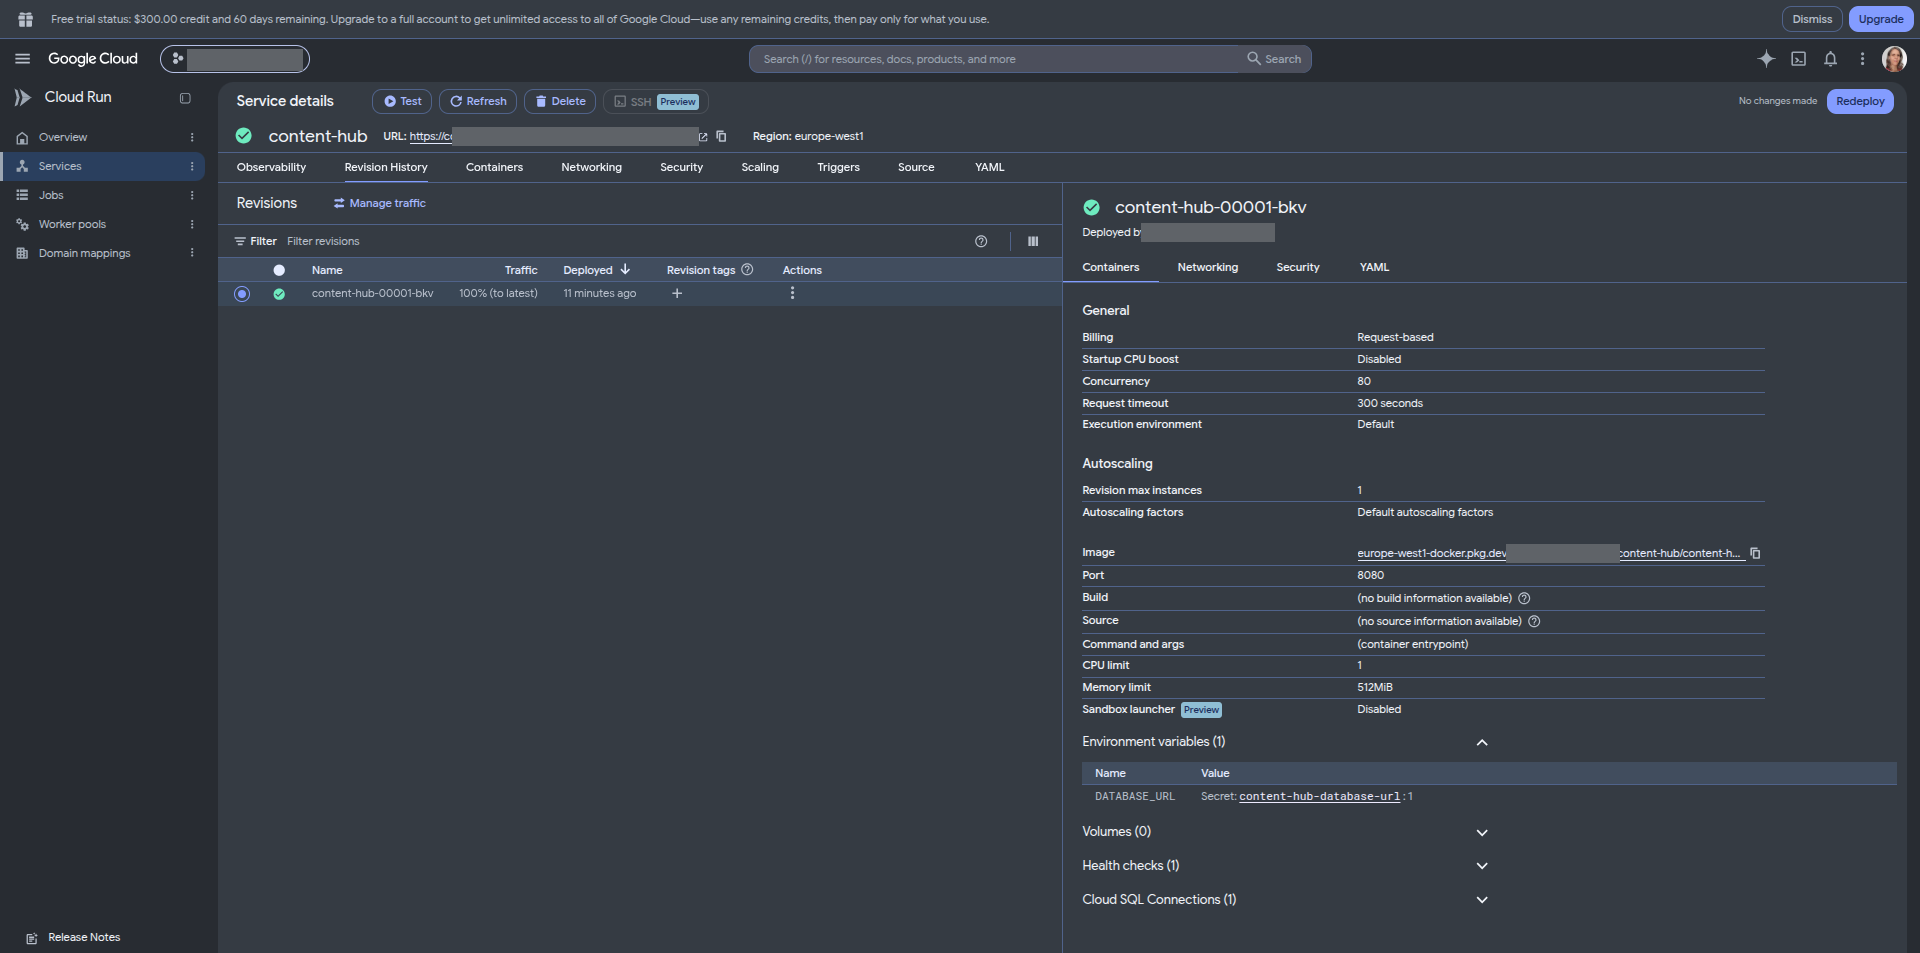 Free trial status: $300.00 credit and 60 days remaining. Upgrade to a full account to get unlimited access to all of Google Cloud—use any remaining credits, then pay only for what you use.
Dismiss
Upgrade
Google Cloud
Search (/) for resources, docs, products, and more
Search
Cloud Run
Service details
Test
Refresh
Delete
SSH Preview
No changes made
Redeploy
content-hub
URL: https://co
Region: europe-west1
Overview
Services
Jobs
Worker pools
Domain mappings
Release Notes
Observability
Revision History
Containers
Networking
Security
Scaling
Triggers
Source
YAML
Revisions
Manage traffic
Filter
Filter revisions
Name Traffic Deployed Revision tags Actions
content-hub-00001-bkv 100% (to latest) 11 minutes ago
content-hub-00001-bkv
Deployed b
Containers
Networking
Security
YAML
General
Billing Request-based
Startup CPU boost Disabled
Concurrency 80
Request timeout 300 seconds
Execution environment Default
Autoscaling
Revision max instances 1
Autoscaling factors Default autoscaling factors
Image europe-west1-docker.pkg.dev content-hub/content-h...
Port 8080
Build (no build information available)
Source (no source information available)
Command and args (container entrypoint)
CPU limit 1
Memory limit 512MiB
Sandbox launcher Preview Disabled
Environment variables (1)
Name Value
DATABASE_URL Secret: content-hub-database-url:1
Volumes (0)
Health checks (1)
Cloud SQL Connections (1)